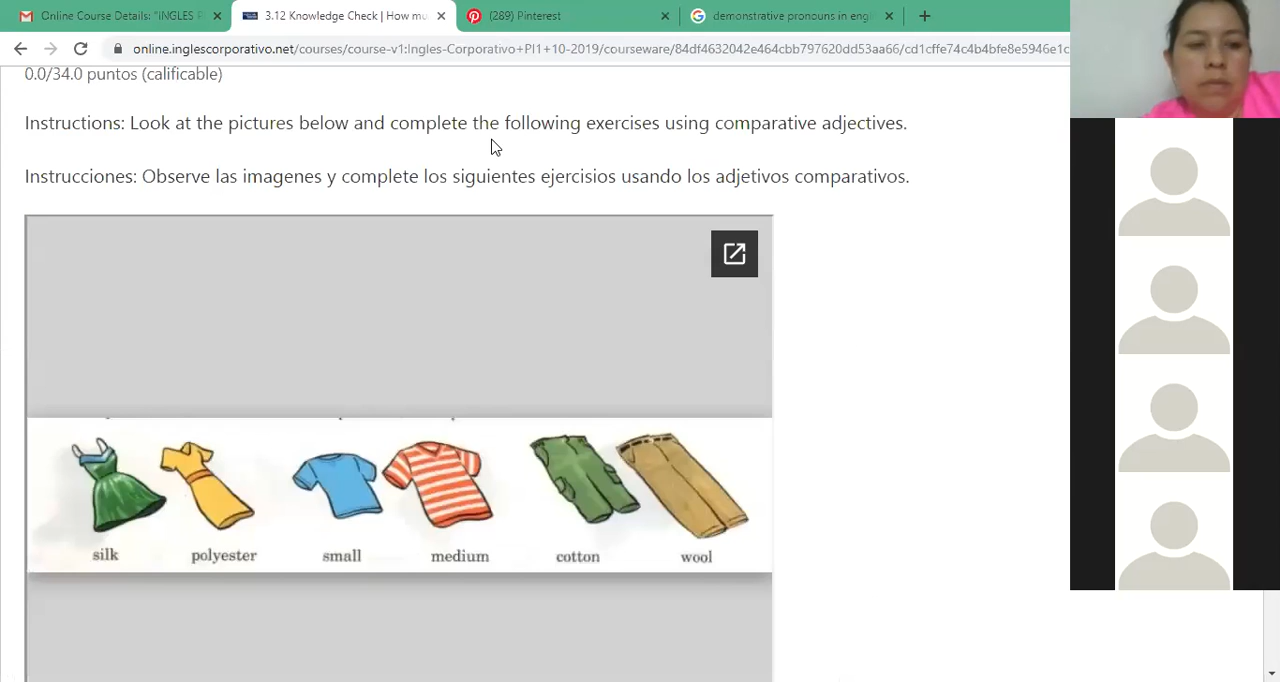 Online Course Details: "INGLES P
3.12 Knowledge Check | How mu
(289) Pinterest
demonstrative pronouns in engl
online.inglescorporativo.net/courses/course-v1:Ingles-Corporativo+PI1+10-2019/courseware/84df4632042e464cbb797620dd53aa66/cd1cffe74c4b4bfe8e5946e1c
0.0/34.0 puntos (calificable)
Instructions: Look at the pictures below and complete the following exercises using comparative adjectives.
Instrucciones: Observe las imagenes y complete los siguientes ejercisios usando los adjetivos comparativos.
silk polyester small medium cotton wool